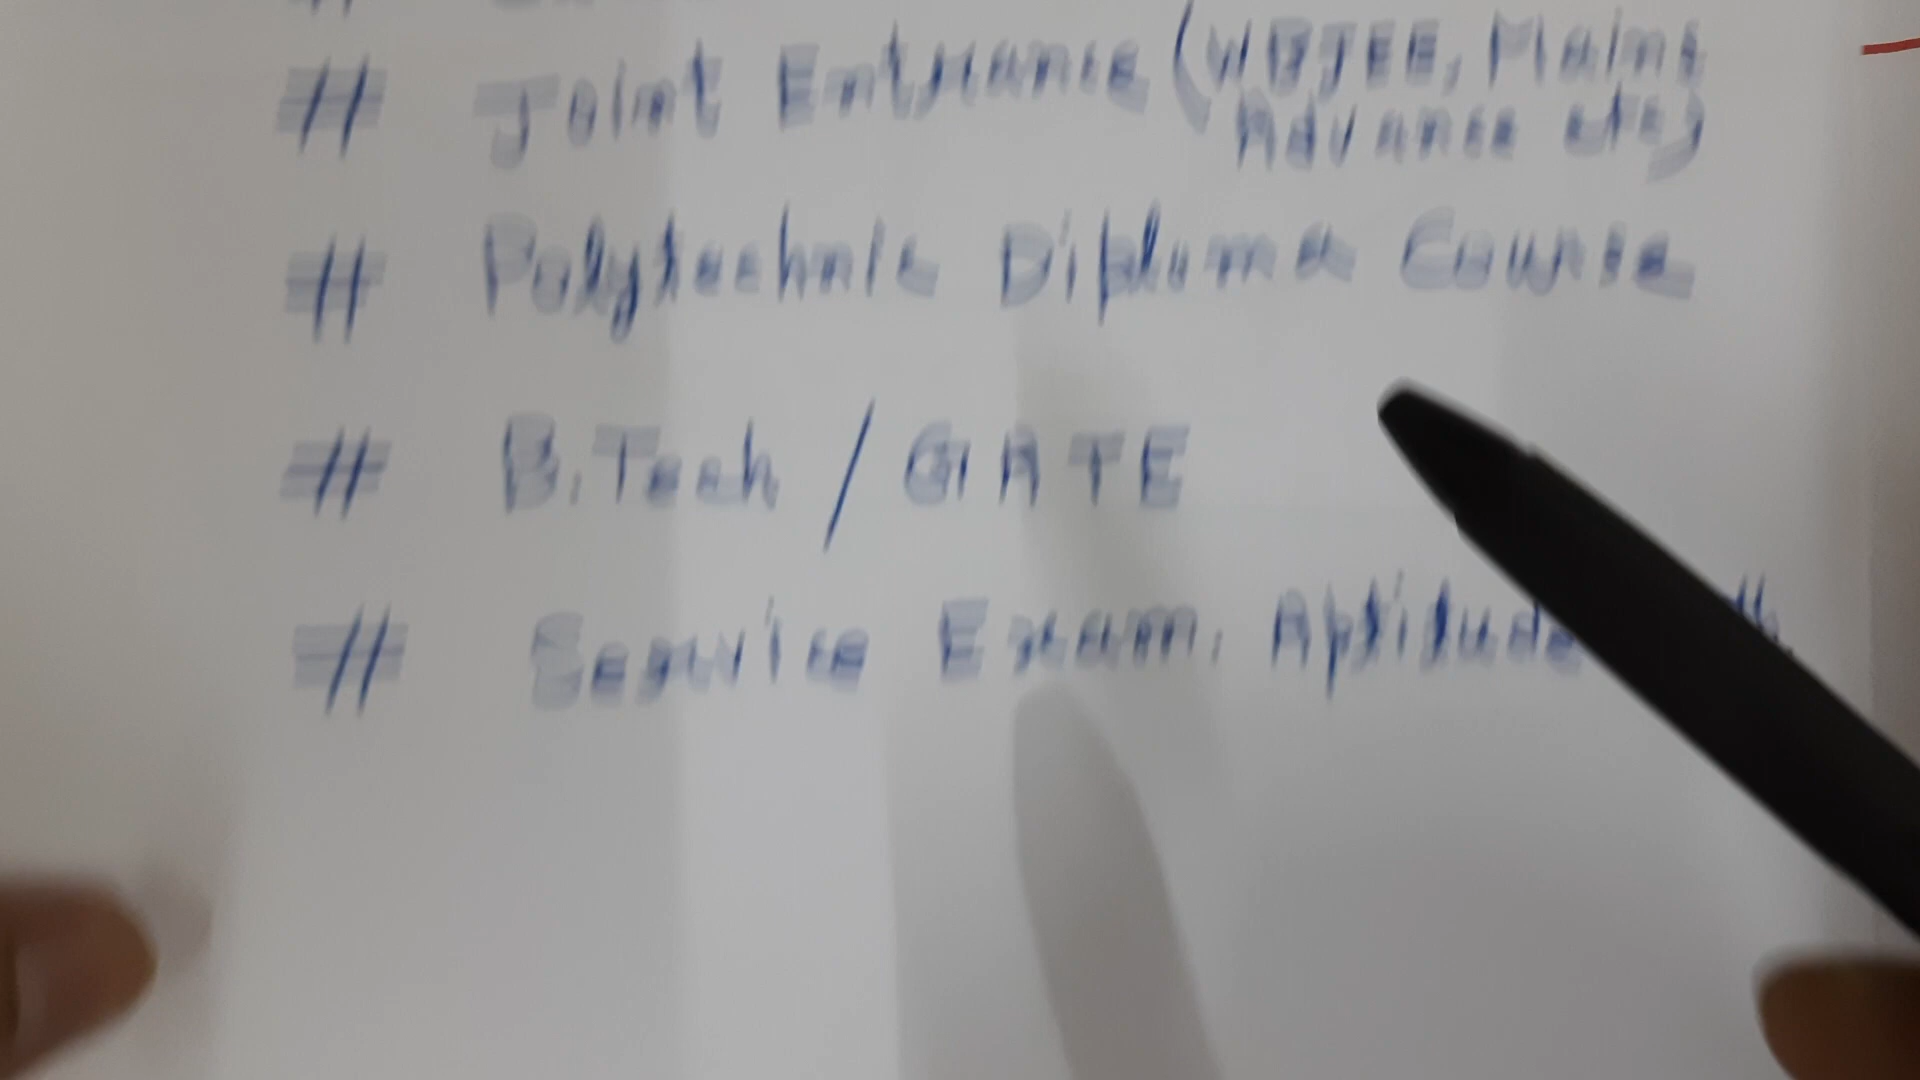 # Joint Entrance (WBJEE, Mains
Advance etc)
# Polytechnic Diploma Course
# B.Tech / GATE
# Service Exam. Aptitude